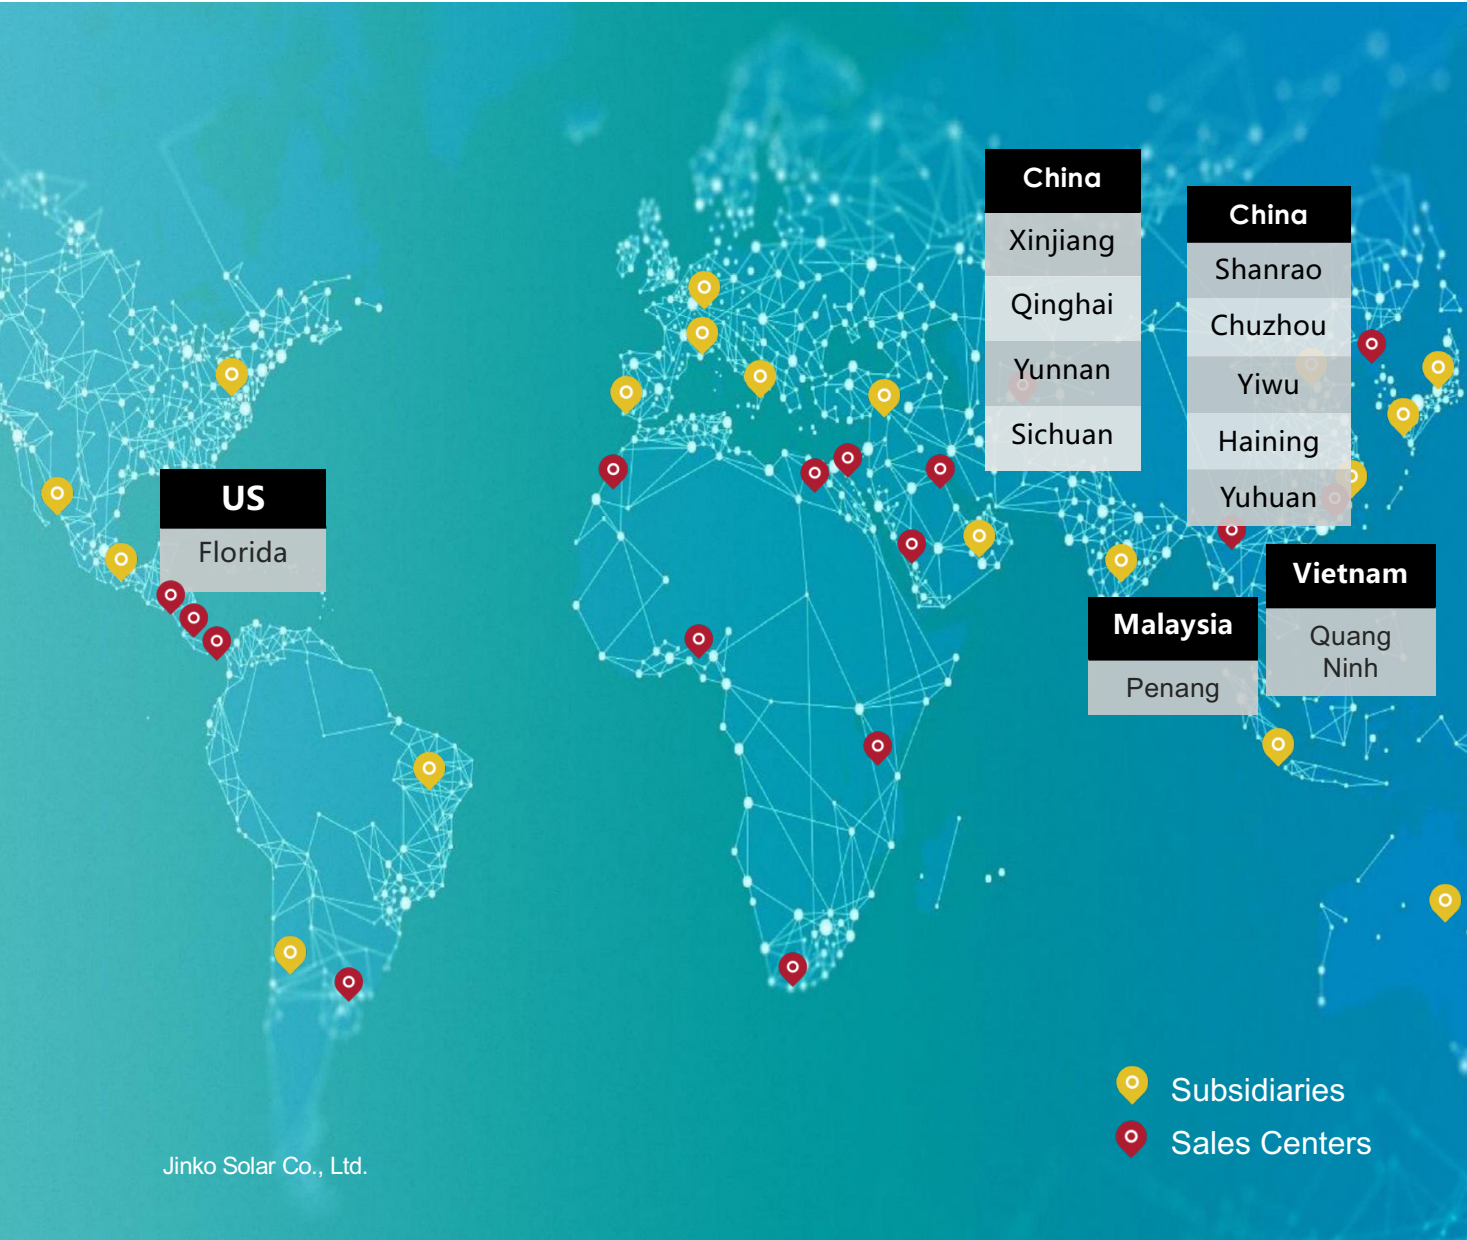 China
Xinjiang
Qinghai
Yunnan
Sichuan
China
Shanrao
Chuzhou
Yiwu
Haining
Yuhuan
US
Florida
Vietnam
Quang
Ninh
Malaysia
Penang
Subsidiaries
Sales Centers
Jinko Solar Co., Ltd.